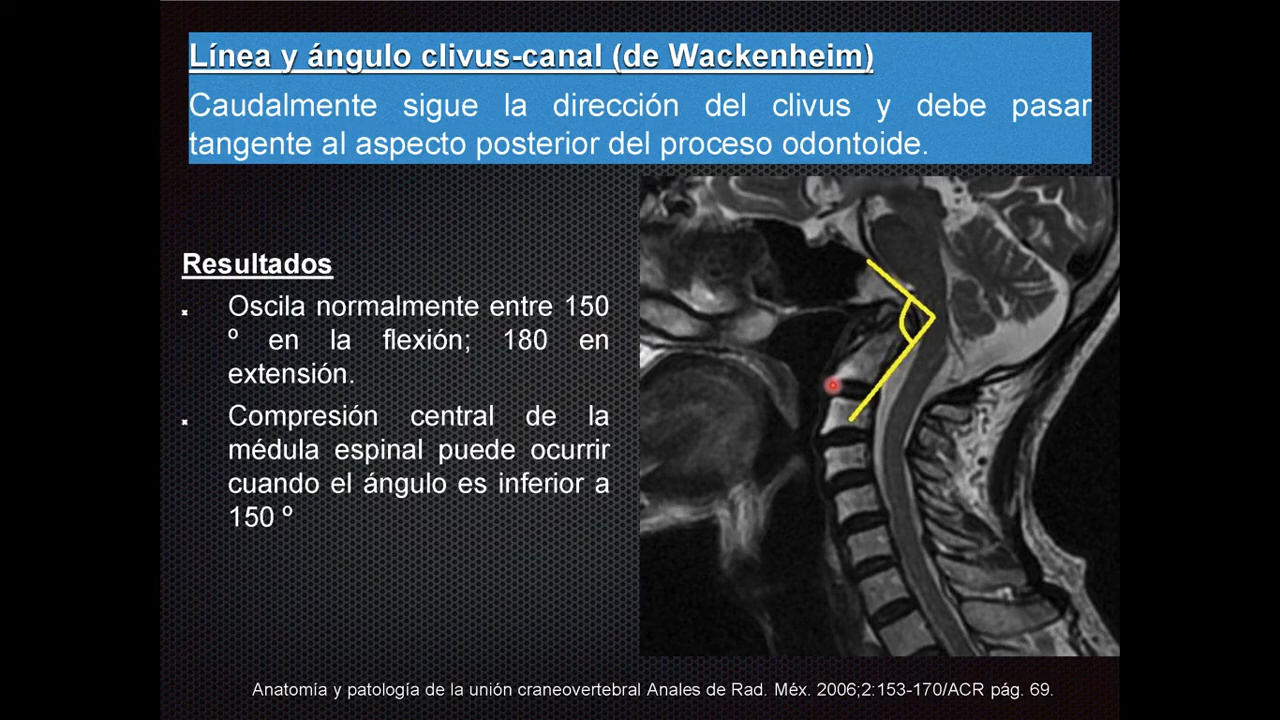 Línea y ángulo clivus-canal (de Wackenheim)
Caudalmente sigue la dirección del clivus y debe pasar
tangente al aspecto posterior del proceso odontoide.
Resultados
Oscila normalmente entre 150
º en la flexión; 180 en
extensión.
Compresión central de la
médula espinal puede ocurrir
cuando el ángulo es inferior a
150 º
Anatomía y patología de la unión craneovertebral Anales de Rad. Méx. 2006;2:153-170/ACR pág. 69.